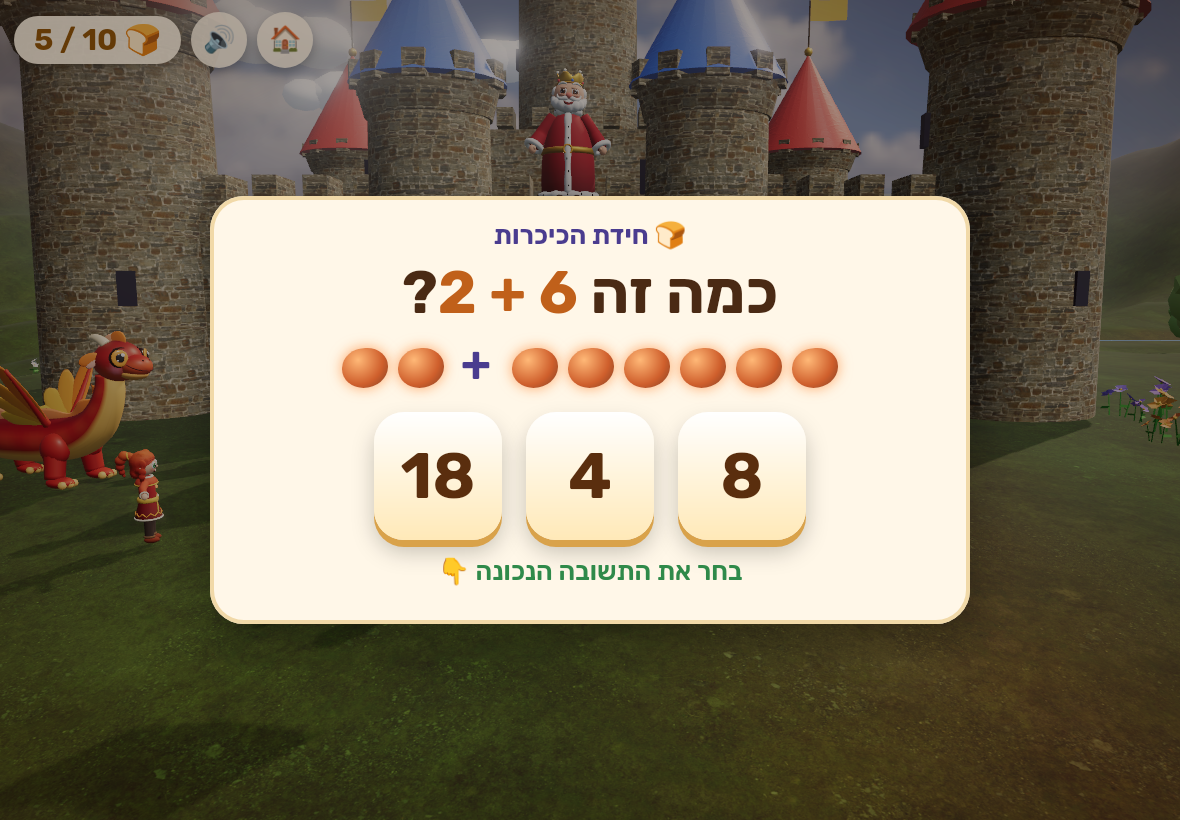 5 / 10 🍞
🍞 חידת הכיכרות
כמה זה 6 + 2?
+
18 4 8
בחר את התשובה הנכונה 👇